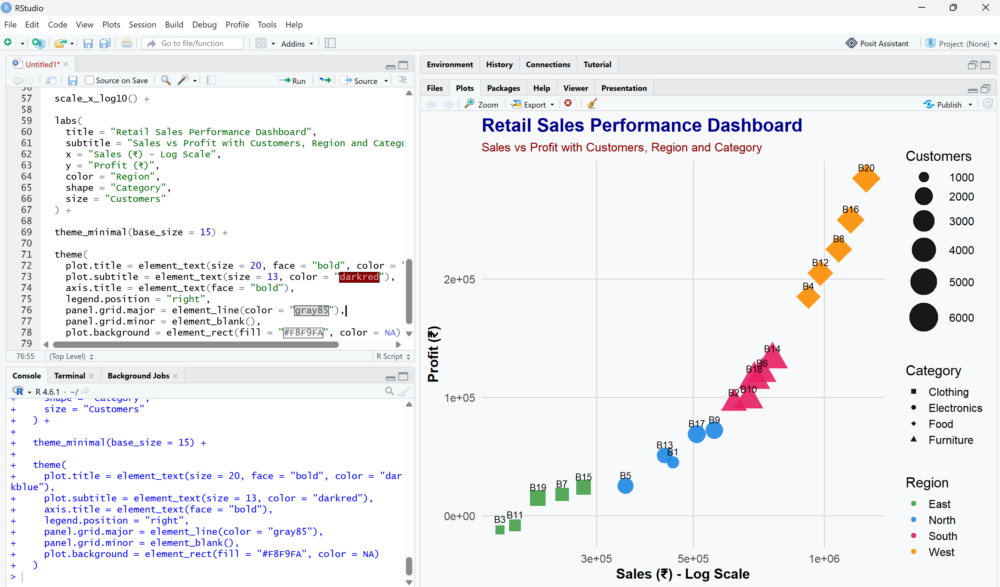 RStudio
File Edit Code View Plots Session Build Debug Profile Tools Help
Go to file/function Addins Posit Assistant Project: (None)
Untitled1*
Source on Save Run Source
56
57 scale_x_log10() +
58
59 labs(
60 title = "Retail Sales Performance Dashboard",
61 subtitle = "Sales vs Profit with Customers, Region and Catego
62 x = "Sales (₹) - Log Scale",
63 y = "Profit (₹)",
64 color = "Region",
65 shape = "Category",
66 size = "Customers"
67 ) +
68
69 theme_minimal(base_size = 15) +
70
71 theme(
72 plot.title = element_text(size = 20, face = "bold", color = "
73 plot.subtitle = element_text(size = 13, color = "darkred"),
74 axis.title = element_text(face = "bold"),
75 legend.position = "right",
76 panel.grid.major = element_line(color = "gray85"),
77 panel.grid.minor = element_blank(),
78 plot.background = element_rect(fill = "#F8F9FA", color = NA)
79
76:55 (Top Level) R Script
Console Terminal Background Jobs
R 4.6.1 · ~/
+ shape = "Category",
+ size = "Customers"
+ ) +
+
+ theme_minimal(base_size = 15) +
+
+ theme(
+ plot.title = element_text(size = 20, face = "bold", color = "dar
kblue"),
+ plot.subtitle = element_text(size = 13, color = "darkred"),
+ axis.title = element_text(face = "bold"),
+ legend.position = "right",
+ panel.grid.major = element_line(color = "gray85"),
+ panel.grid.minor = element_blank(),
+ plot.background = element_rect(fill = "#F8F9FA", color = NA)
+ )
>
Environment History Connections Tutorial
Files Plots Packages Help Viewer Presentation
Zoom Export Publish
Retail Sales Performance Dashboard
Sales vs Profit with Customers, Region and Category
B20
B16
B8
B12
B4
B14
B6
B18
B10
B2
B9
B17
B13
B1
B5
B15
B7
B19
B11
B3
2e+05
1e+05
0e+00
Profit (₹)
3e+05 5e+05 1e+06
Sales (₹) - Log Scale
Customers
1000
2000
3000
4000
5000
6000
Category
Clothing
Electronics
Food
Furniture
Region
East
North
South
West